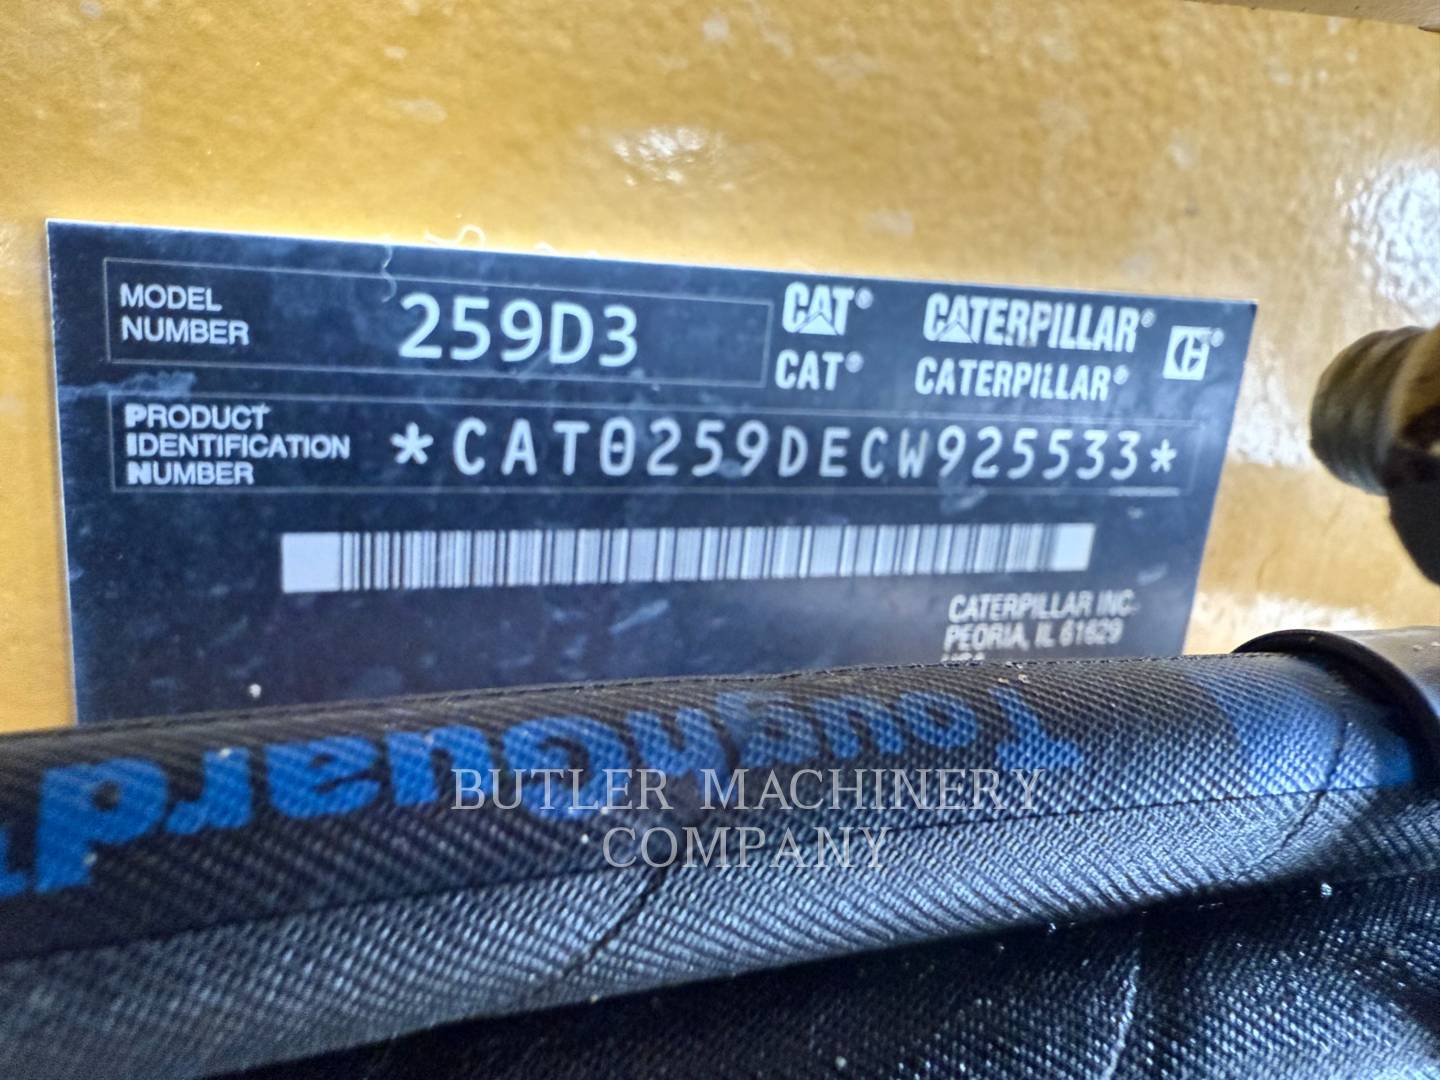 MODEL
NUMBER
259D3
CAT® CATERPILLAR® ®
CAT® CATERPILLAR®
PRODUCT
IDENTIFICATION
NUMBER
*CAT0259DECW925533*
CATERPILLAR INC.
PEORIA, IL 61629
ToughGuard
BUTLER MACHINERY
COMPANY